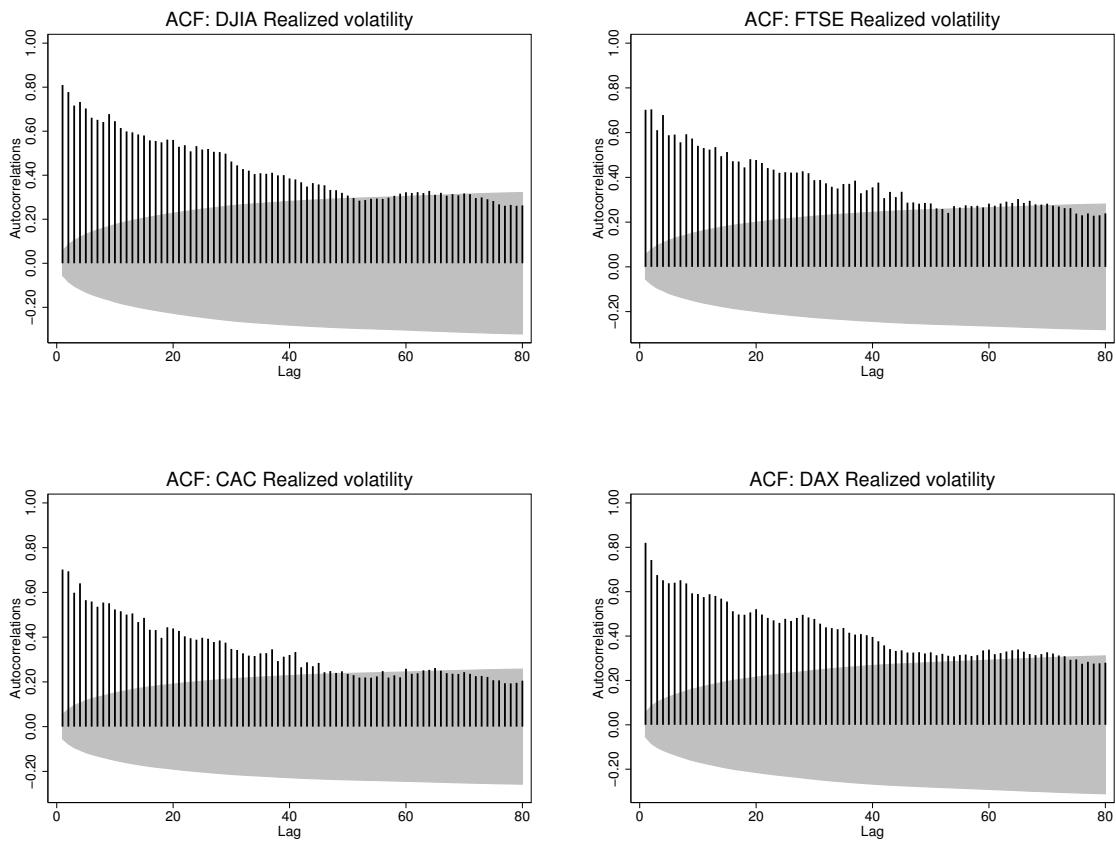 ACF: DJIA Realized volatility
Autocorrelations
1.00
0.80
0.60
0.40
0.20
0.00
−0.20
0 20 40 60 80
Lag
ACF: FTSE Realized volatility
Autocorrelations
1.00
0.80
0.60
0.40
0.20
0.00
−0.20
0 20 40 60 80
Lag
ACF: CAC Realized volatility
Autocorrelations
1.00
0.80
0.60
0.40
0.20
0.00
−0.20
0 20 40 60 80
Lag
ACF: DAX Realized volatility
Autocorrelations
1.00
0.80
0.60
0.40
0.20
0.00
−0.20
0 20 40 60 80
Lag